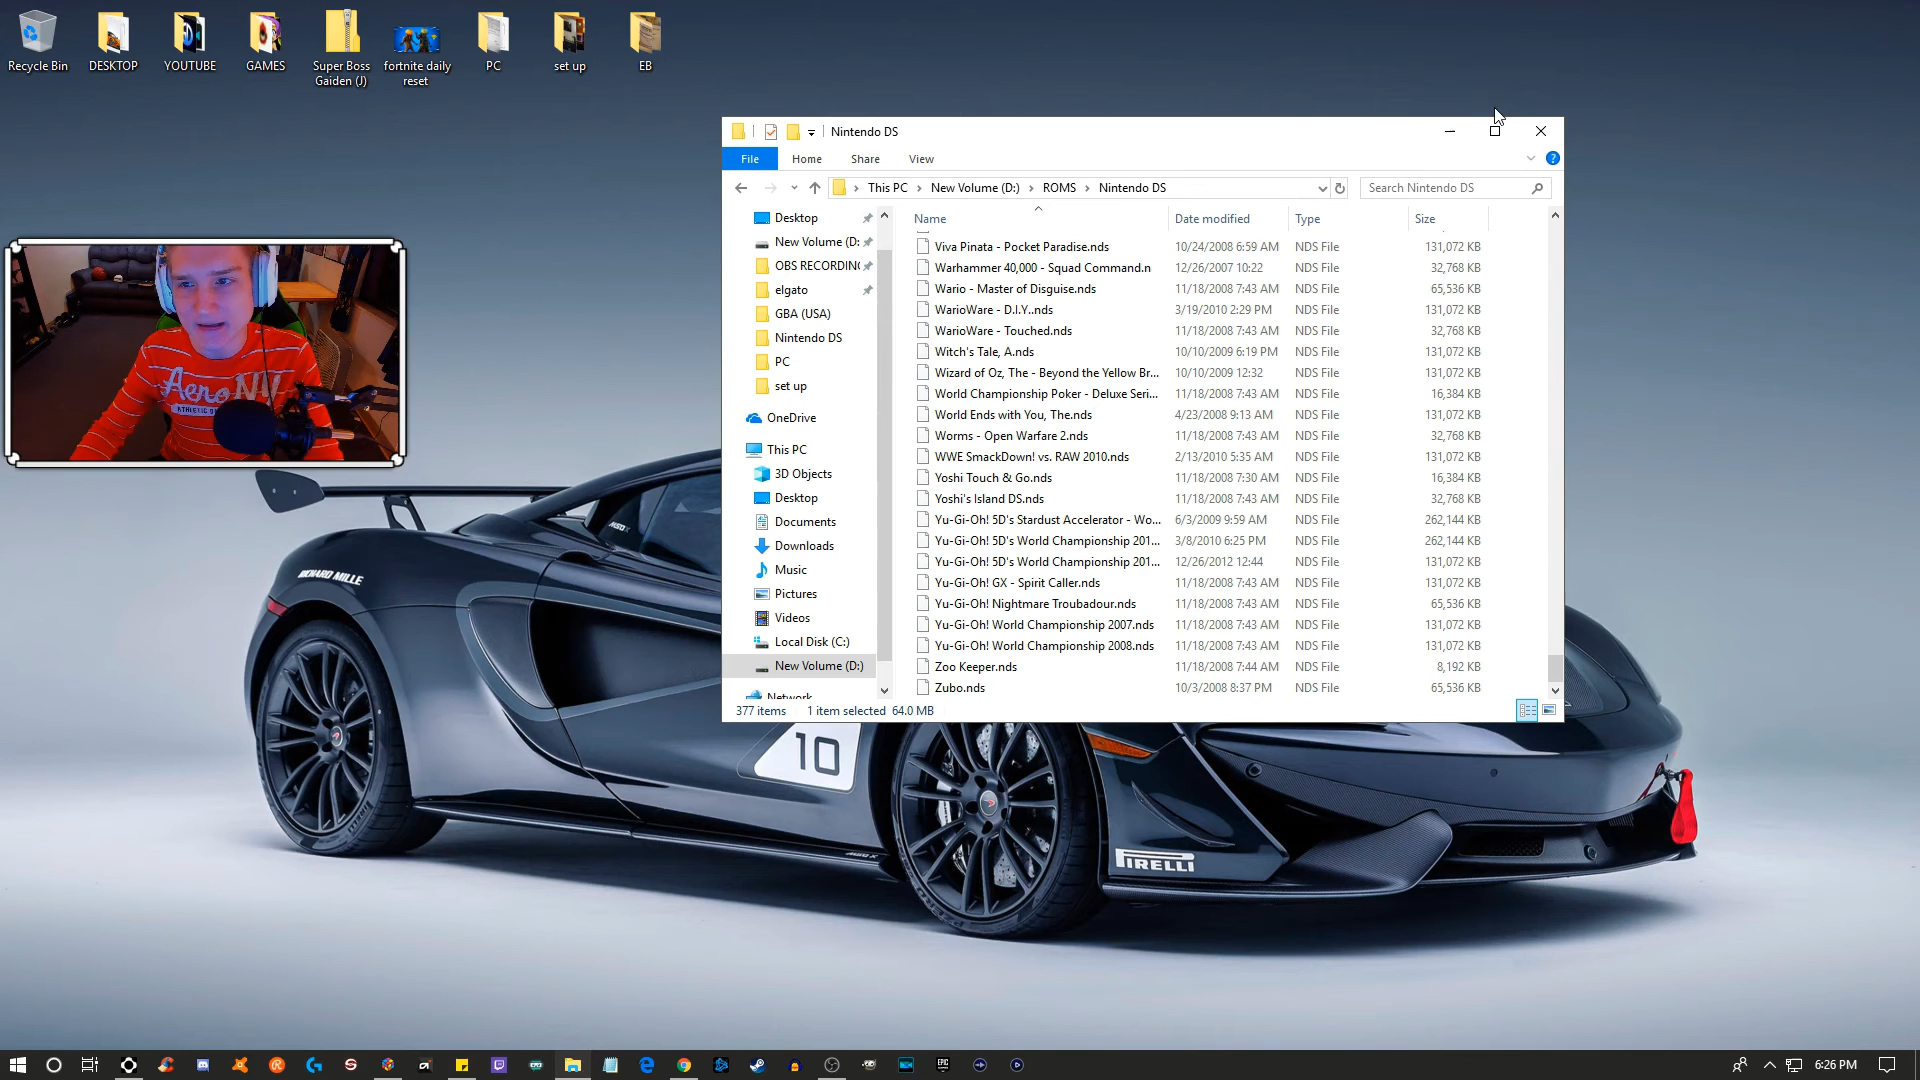 Recycle Bin
DESKTOP
YOUTUBE
GAMES
Super Boss Gaiden (J)
fortnite daily reset
PC
set up
EB
Nintendo DS
File Home Share View
This PC New Volume (D:) ROMS Nintendo DS
Search Nintendo DS
Desktop
New Volume (D:
OBS RECORDING
elgato
GBA (USA)
Nintendo DS
PC
set up
OneDrive
This PC
3D Objects
Desktop
Documents
Downloads
Music
Pictures
Videos
Local Disk (C:)
New Volume (D:)
Network
Name Date modified Type Size
Viva Pinata - Pocket Paradise.nds 10/24/2008 6:59 AM NDS File 131,072 KB
Warhammer 40,000 - Squad Command.n 12/26/2007 10:22 NDS File 32,768 KB
Wario - Master of Disguise.nds 11/18/2008 7:43 AM NDS File 65,536 KB
WarioWare - D.I.Y..nds 3/19/2010 2:29 PM NDS File 131,072 KB
WarioWare - Touched.nds 11/18/2008 7:43 AM NDS File 32,768 KB
Witch's Tale, A.nds 10/10/2009 6:19 PM NDS File 131,072 KB
Wizard of Oz, The - Beyond the Yellow Br... 10/10/2009 12:32 NDS File 131,072 KB
World Championship Poker - Deluxe Seri... 11/18/2008 7:43 AM NDS File 16,384 KB
World Ends with You, The.nds 4/23/2008 9:13 AM NDS File 131,072 KB
Worms - Open Warfare 2.nds 11/18/2008 7:43 AM NDS File 32,768 KB
WWE SmackDown! vs. RAW 2010.nds 2/13/2010 5:35 AM NDS File 131,072 KB
Yoshi Touch & Go.nds 11/18/2008 7:30 AM NDS File 16,384 KB
Yoshi's Island DS.nds 11/18/2008 7:43 AM NDS File 32,768 KB
Yu-Gi-Oh! 5D's Stardust Accelerator - Wo... 6/3/2009 9:59 AM NDS File 262,144 KB
Yu-Gi-Oh! 5D's World Championship 201... 3/8/2010 6:25 PM NDS File 262,144 KB
Yu-Gi-Oh! 5D's World Championship 201... 12/26/2012 12:44 NDS File 131,072 KB
Yu-Gi-Oh! GX - Spirit Caller.nds 11/18/2008 7:43 AM NDS File 131,072 KB
Yu-Gi-Oh! Nightmare Troubadour.nds 11/18/2008 7:43 AM NDS File 65,536 KB
Yu-Gi-Oh! World Championship 2007.nds 11/18/2008 7:43 AM NDS File 131,072 KB
Yu-Gi-Oh! World Championship 2008.nds 11/18/2008 7:43 AM NDS File 131,072 KB
Zoo Keeper.nds 11/18/2008 7:44 AM NDS File 8,192 KB
Zubo.nds 10/3/2008 8:37 PM NDS File 65,536 KB
377 items 1 item selected 64.0 MB
Aero NY
RICHARD MILLE
10
PIRELLI
6:26 PM